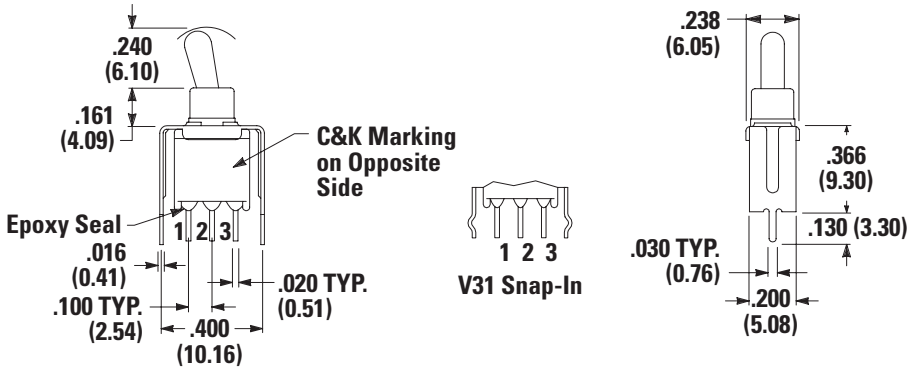 .240
(6.10)
.161
(4.09)
C&K Marking
on Opposite
Side
Epoxy Seal
1 2 3
.016
(0.41)
.020 TYP.
(0.51)
.100 TYP.
(2.54)
.400
(10.16)
1 2 3
V31 Snap-In
.238
(6.05)
.366
(9.30)
.130 (3.30)
.030 TYP.
(0.76)
.200
(5.08)